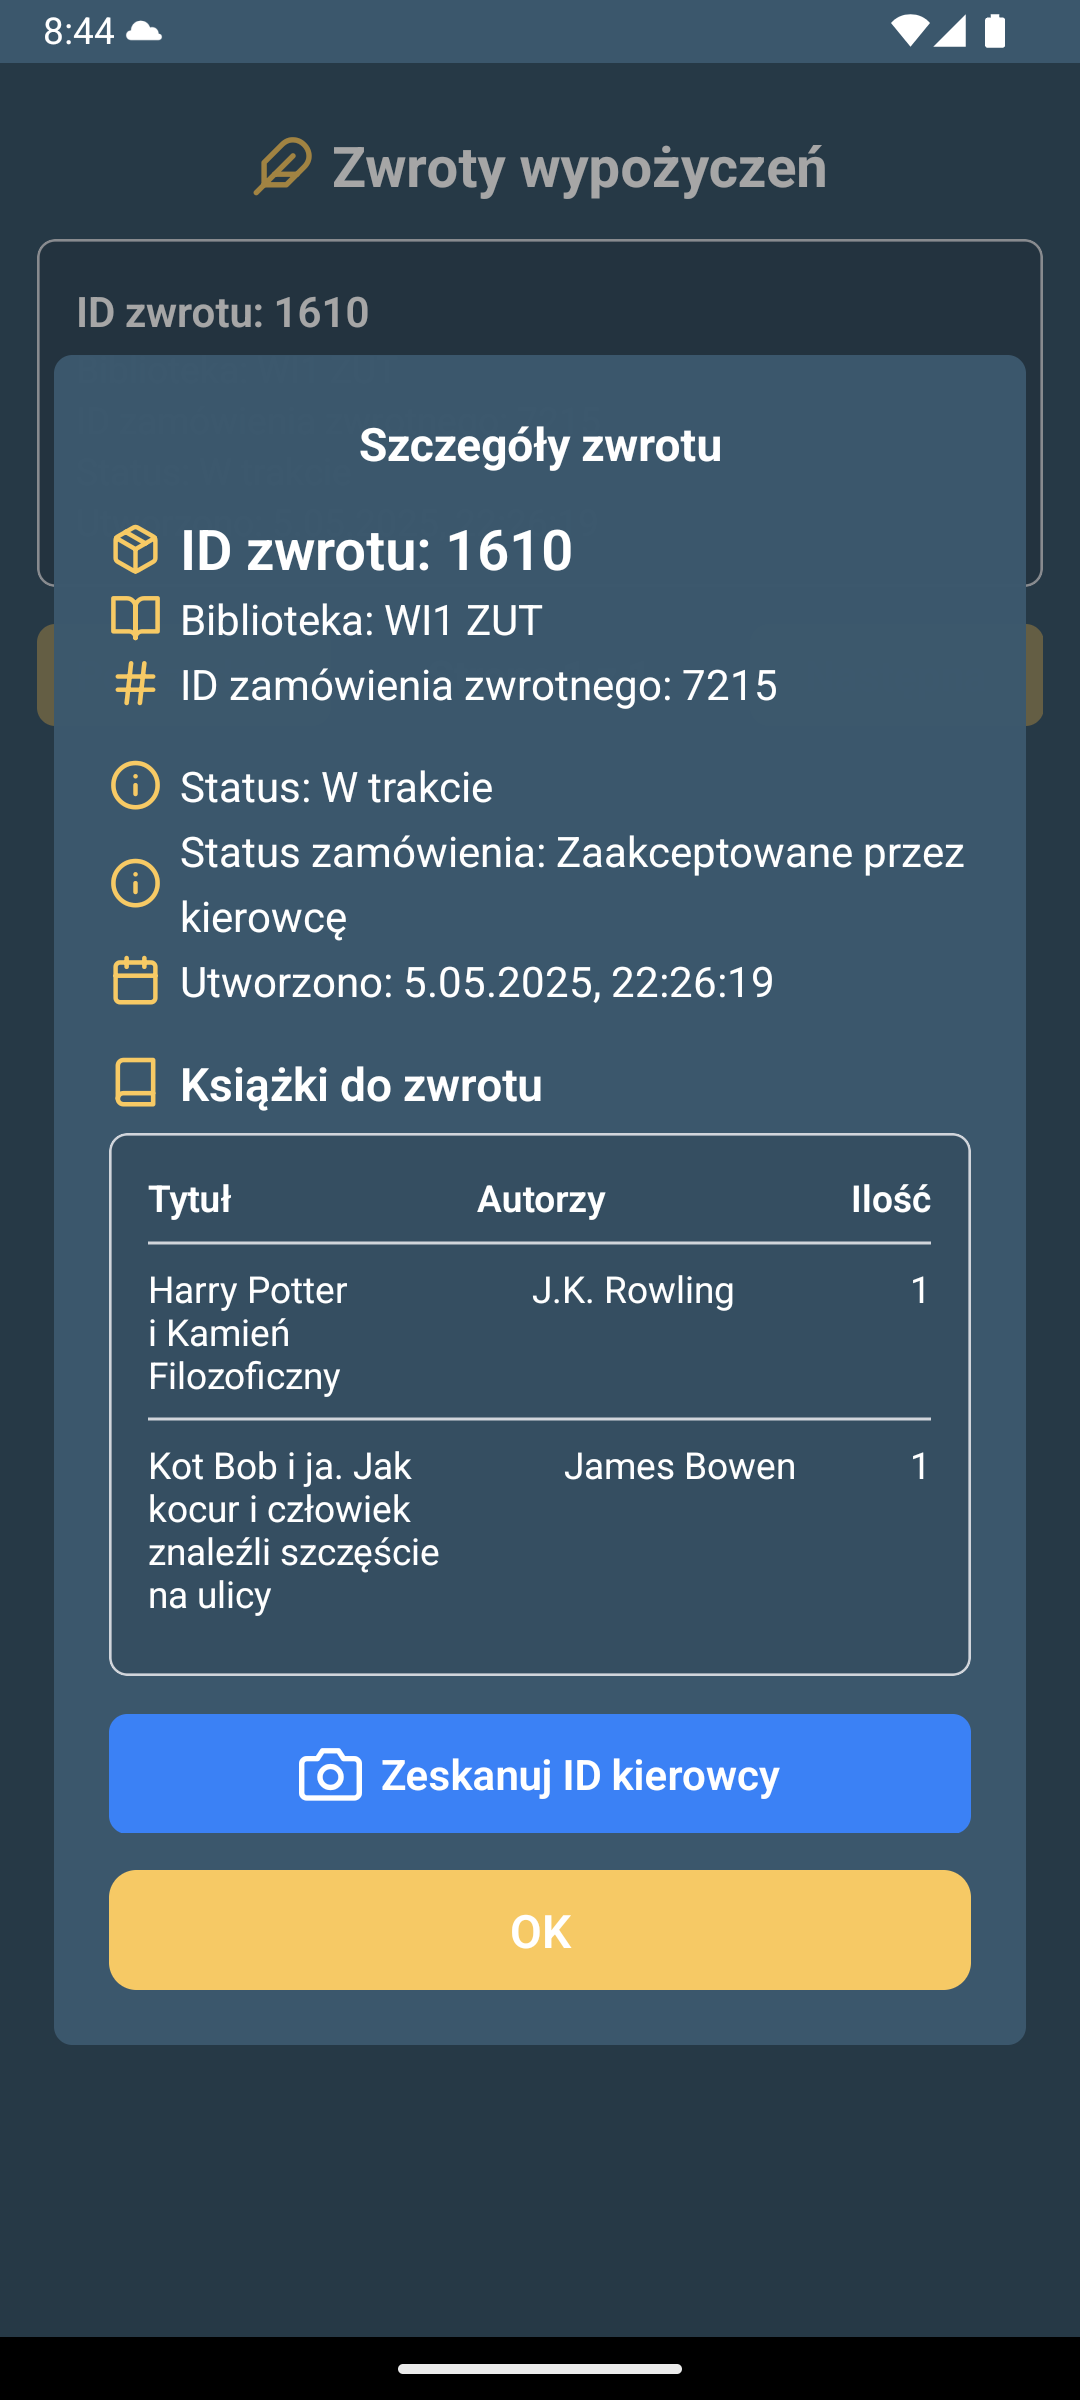 8:44
Zwroty wypożyczeń
ID zwrotu: 1610
Szczegóły zwrotu
ID zwrotu: 1610
Biblioteka: WI1 ZUT
ID zamówienia zwrotnego: 7215
Status: W trakcie
Status zamówienia: Zaakceptowane przez
kierowcę
Utworzono: 5.05.2025, 22:26:19
Książki do zwrotu
Tytuł Autorzy Ilość
Harry Potter J.K. Rowling 1
i Kamień
Filozoficzny
Kot Bob i ja. Jak James Bowen 1
kocur i człowiek
znaleźli szczęście
na ulicy
Zeskanuj ID kierowcy
OK